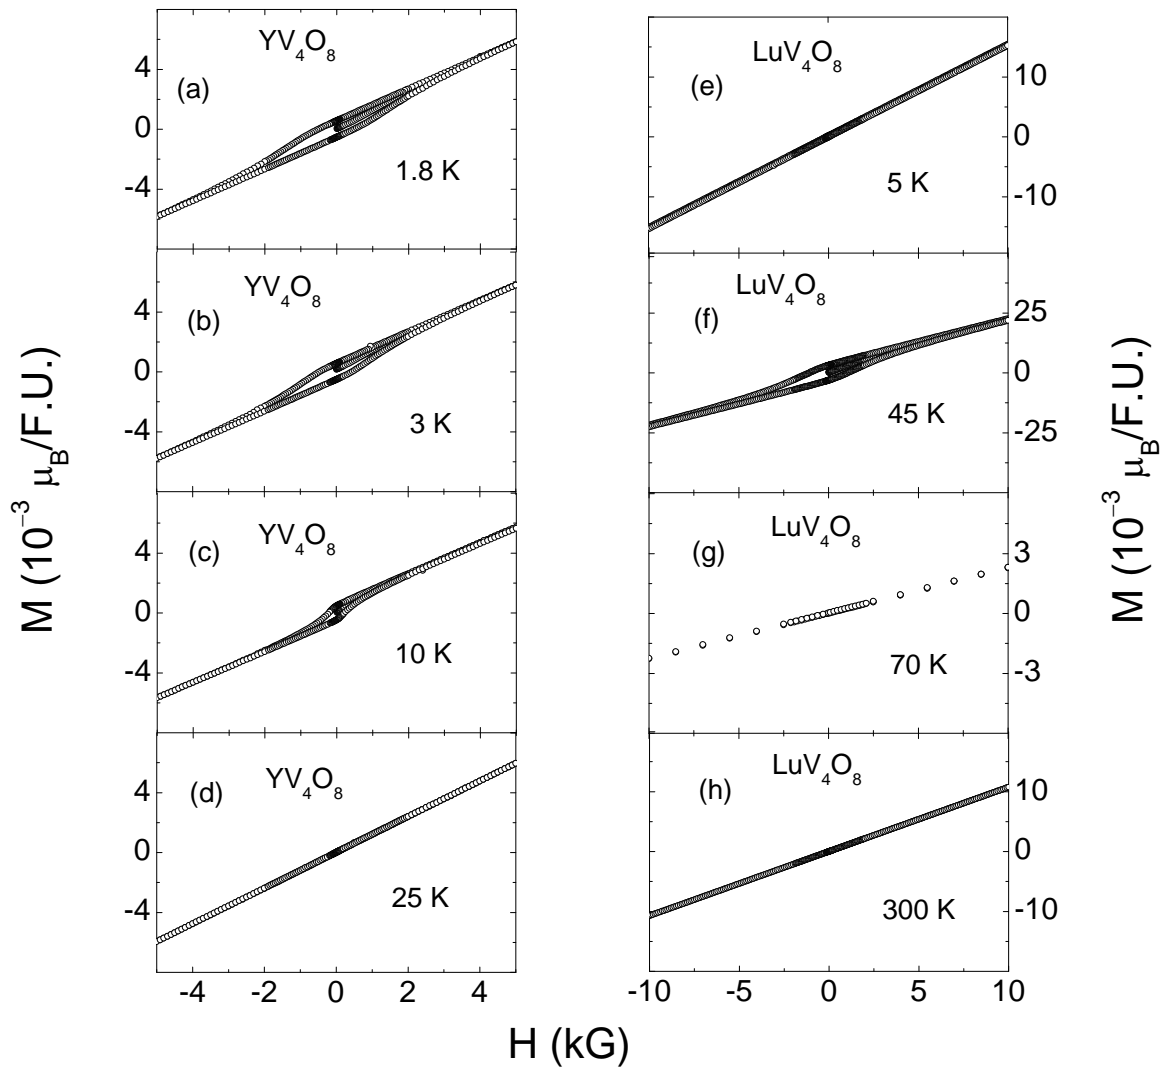 YV4O8
(a)
1.8 K
4
0
-4
YV4O8
(b)
3 K
4
0
-4
YV4O8
(c)
10 K
4
0
-4
YV4O8
(d)
25 K
4
0
-4
-4 -2 0 2 4
M (10−3 μB/F.U.)
LuV4O8
(e)
5 K
10
0
-10
LuV4O8
(f)
45 K
25
0
-25
LuV4O8
(g)
70 K
3
0
-3
LuV4O8
(h)
300 K
10
0
-10
-10 -5 0 5 10
M (10−3 μB/F.U.)
H (kG)